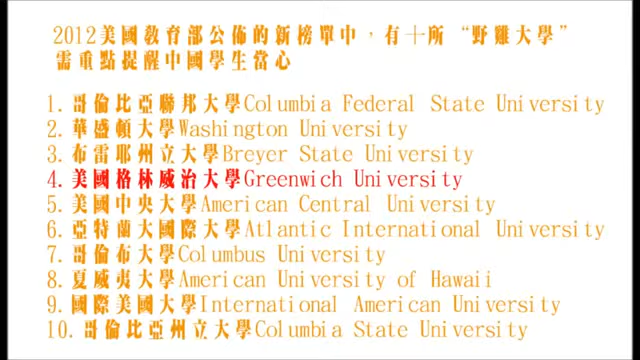 2012美國教育部公佈的新榜單中，有十所 “野雞大學”
需重點提醒中國學生當心
1. 哥倫比亞聯邦大學Columbia Federal State University
2. 華盛頓大學Washington University
3. 布雷耶州立大學Breyer State University
4. 美國格林威治大學Greenwich University
5. 美國中央大學American Central University
6. 亞特蘭大國際大學Atlantic International University
7. 哥倫布大學Columbus University
8. 夏威夷大學American University of Hawaii
9. 國際美國大學International American University
10. 哥倫比亞州立大學Columbia State University